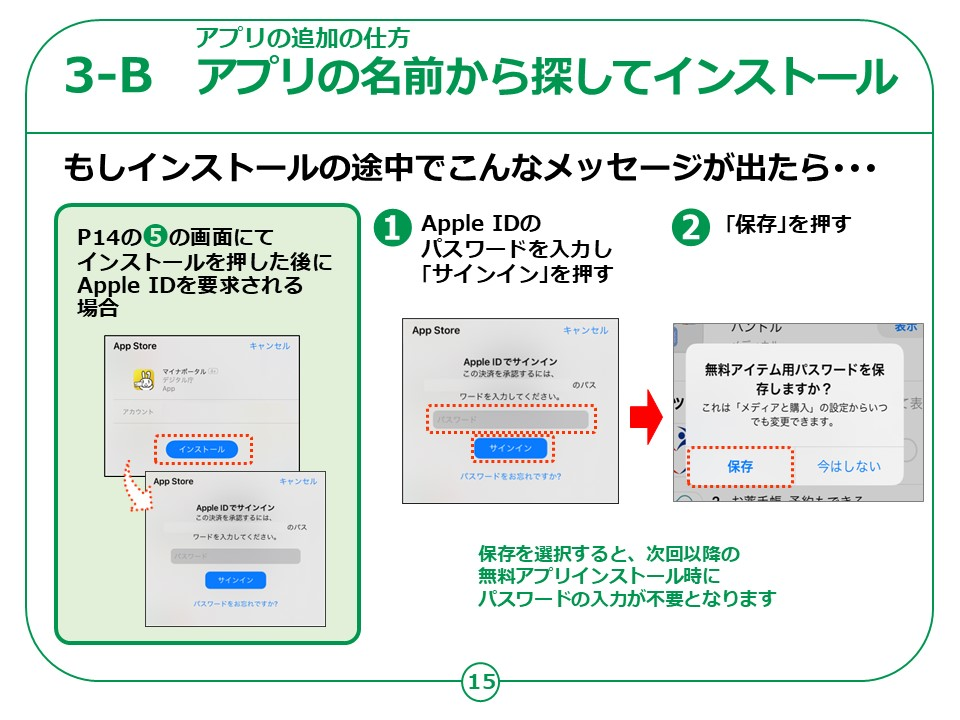 アプリの追加の仕方
3-B アプリの名前から探してインストール
もしインストールの途中でこんなメッセージが出たら･･･
P14の❺の画面にて
インストールを押した後に
Apple IDを要求される
場合
App Store キャンセル
マイナポータル 4+
デジタル庁
App
アカウント
インストール
App Store キャンセル
Apple IDでサインイン
この決済を承認するには、
のパス
ワードを入力してください。
パスワード
サインイン
パスワードをお忘れですか?
❶ Apple IDの
パスワードを入力し
｢サインイン｣を押す
App Store キャンセル
Apple IDでサインイン
この決済を承認するには、
のパス
ワードを入力してください。
パスワード
サインイン
パスワードをお忘れですか?
❷ ｢保存｣を押す
バンドル 表示
無料アイテム用パスワードを保
存しますか？
これは「メディアと購入」の設定からいつ
でも変更できます。
保存 今はしない
ツ
て表
2 お薬手帳 予約もできる
保存を選択すると、次回以降の
無料アプリインストール時に
パスワードの入力が不要となります
15